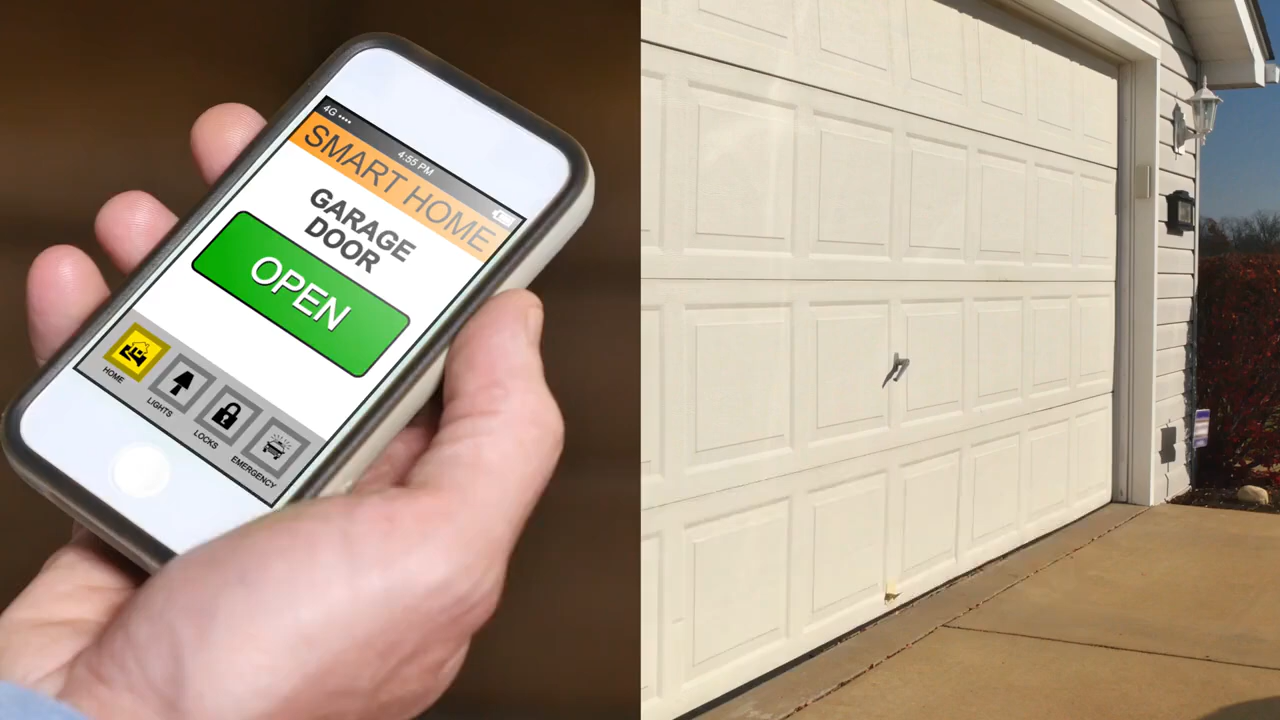 4G
4:55 PM
SMART HOME
GARAGE
DOOR
OPEN
HOME
LIGHTS
LOCKS
EMERGENCY